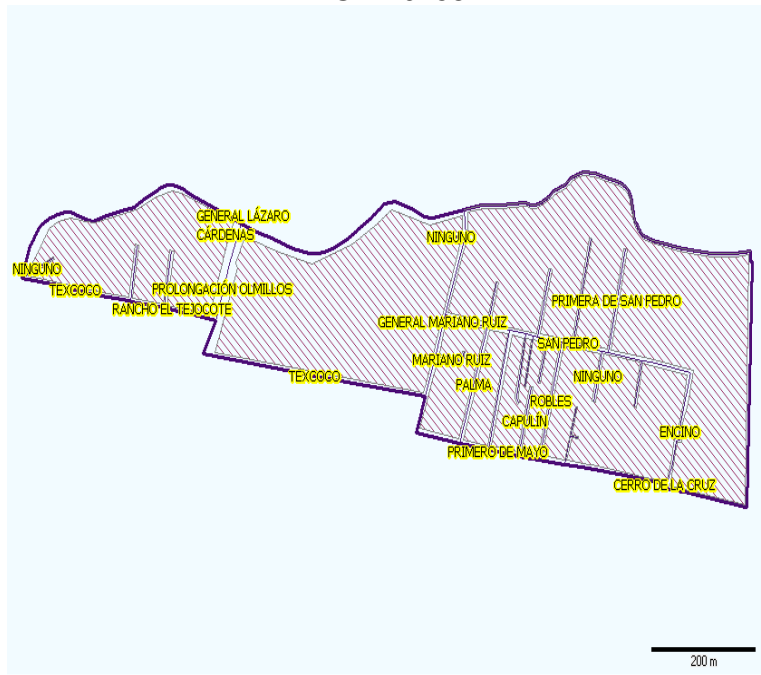 GENERAL LÁZARO
CÁRDENAS
NINGUNO
NINGUNO
TEXCOCO
PROLONGACIÓN OLMILLOS
RANCHO EL TEJOCOTE
PRIMERA DE SAN PEDRO
GENERAL MARIANO RUIZ
SAN PEDRO
MARIANO RUIZ
TEXCOCO
PALMA
NINGUNO
ROBLES
CAPULÍN
ENCINO
PRIMERO DE MAYO
CERRO DE LA CRUZ
200 m